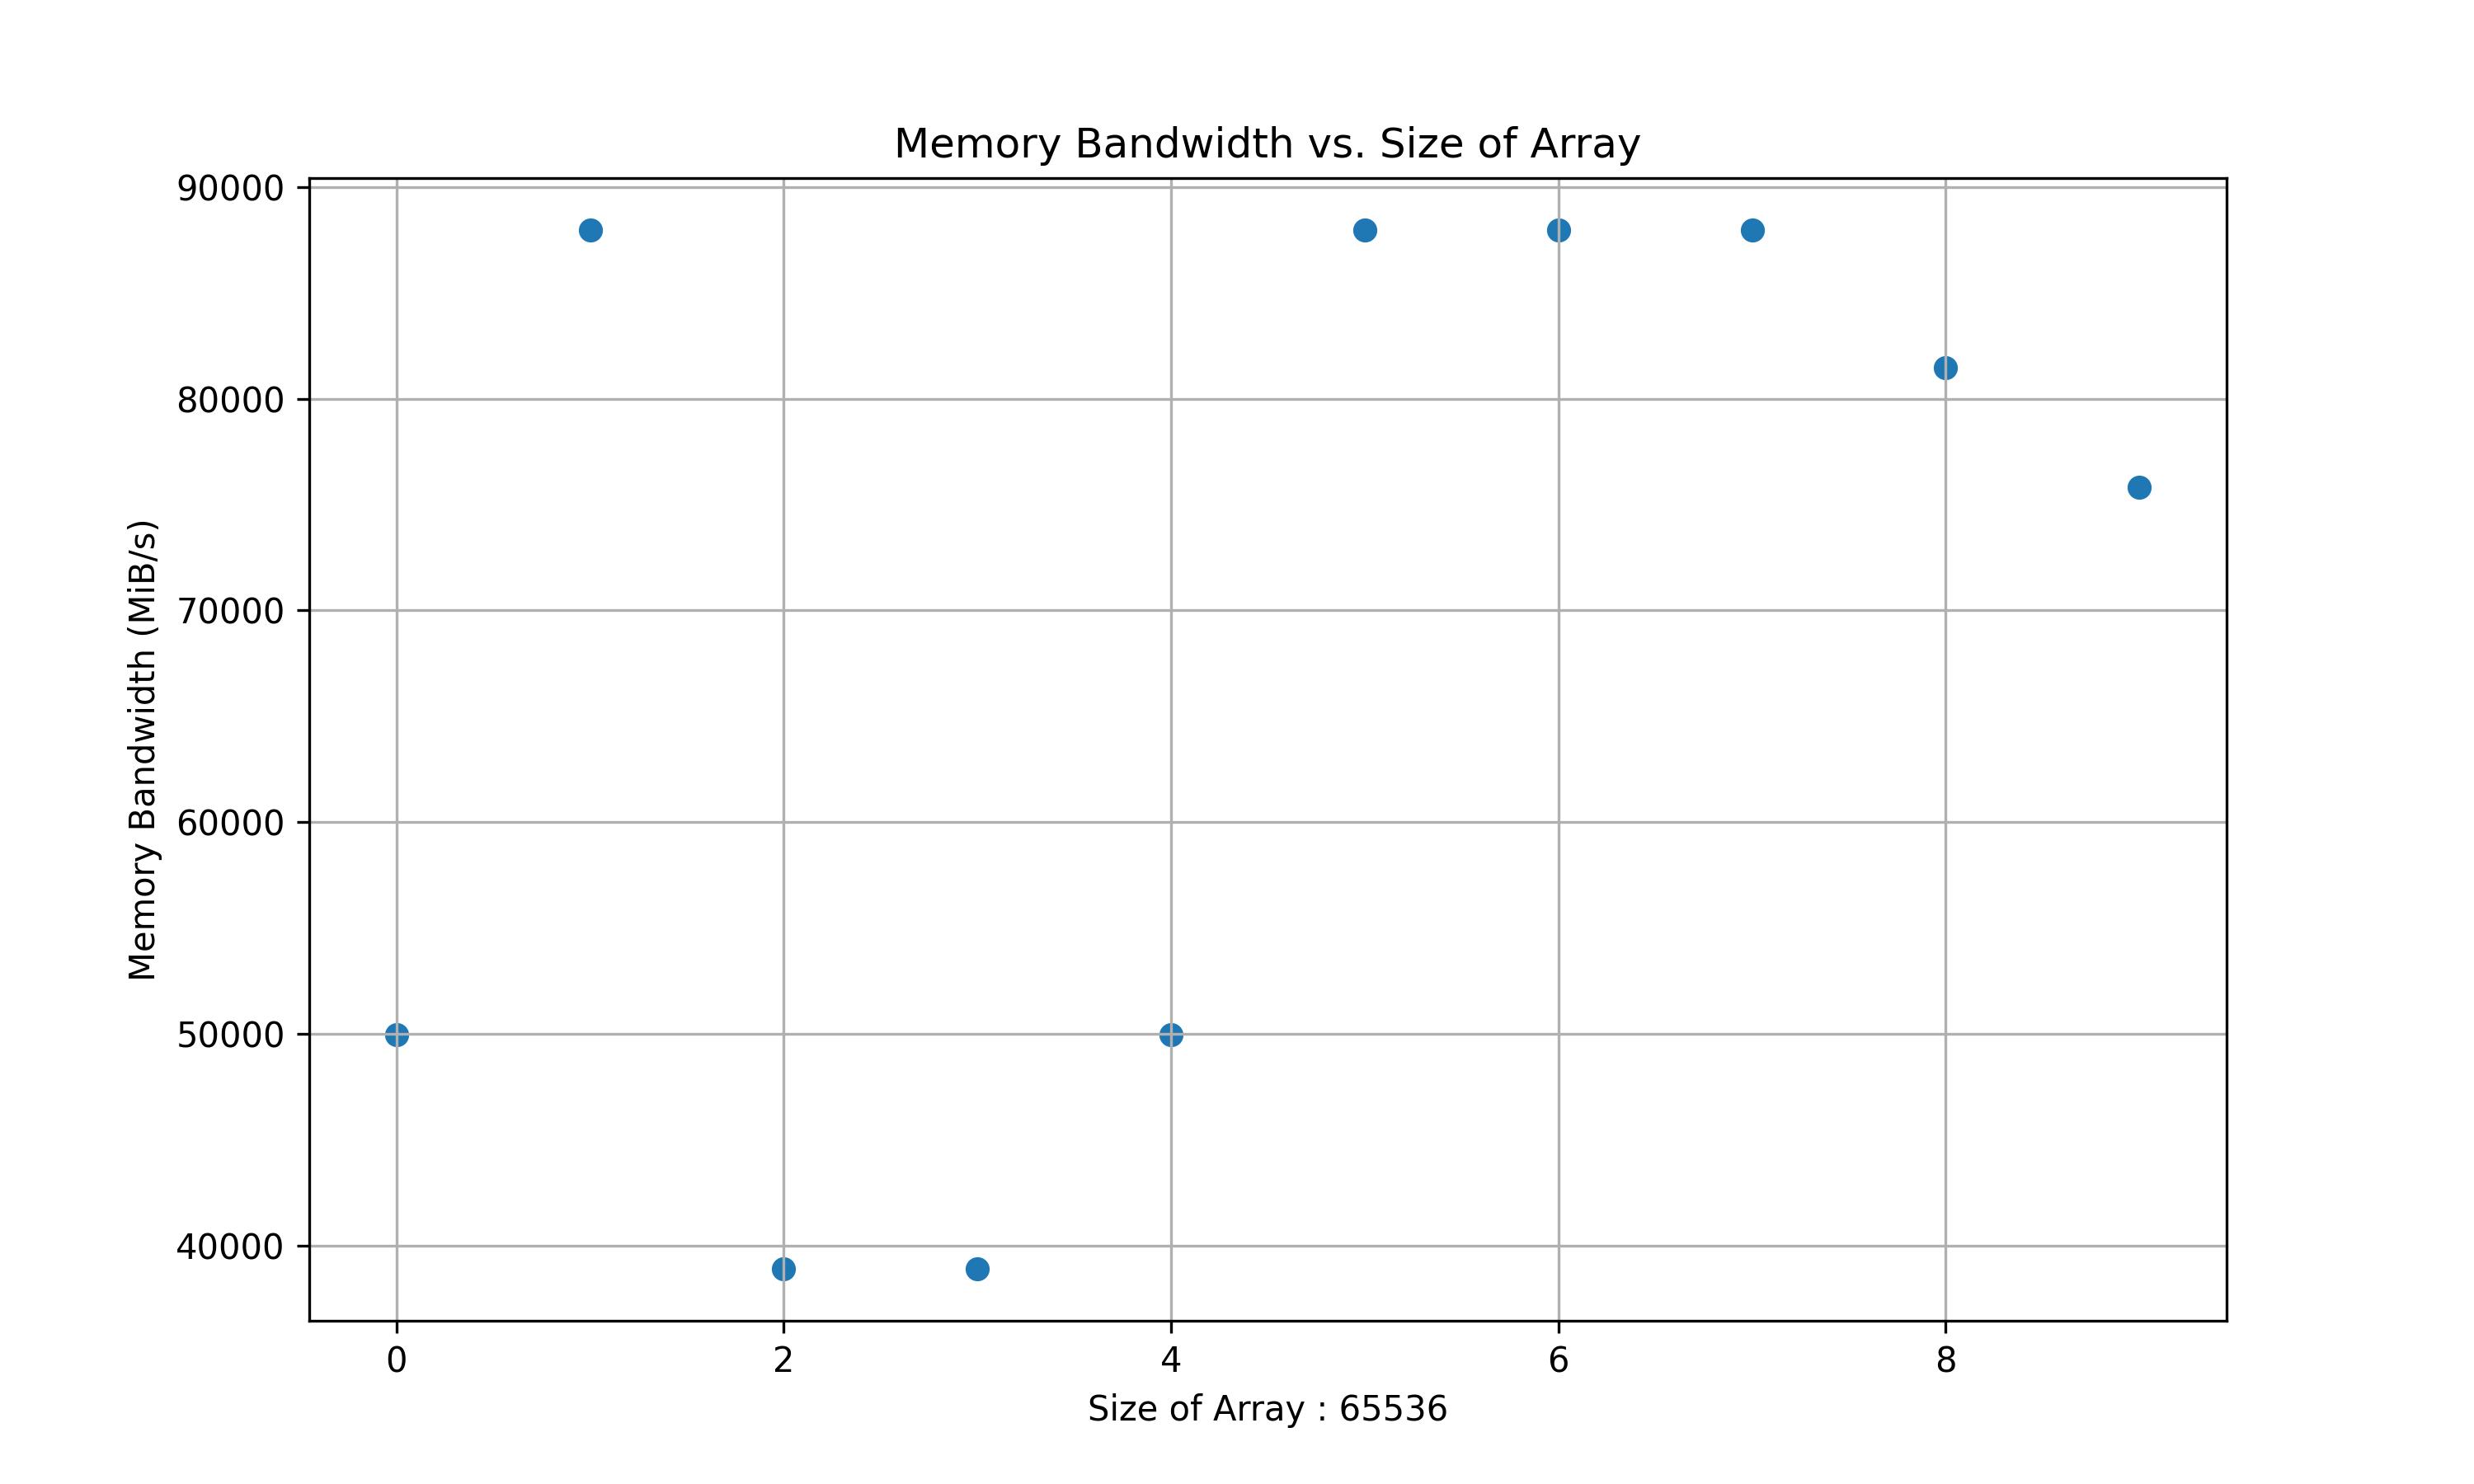 Memory Bandwidth vs. Size of Array
90000
80000
70000
60000
50000
40000
Memory Bandwidth (MiB/s)
0 2 4 6 8
Size of Array : 65536